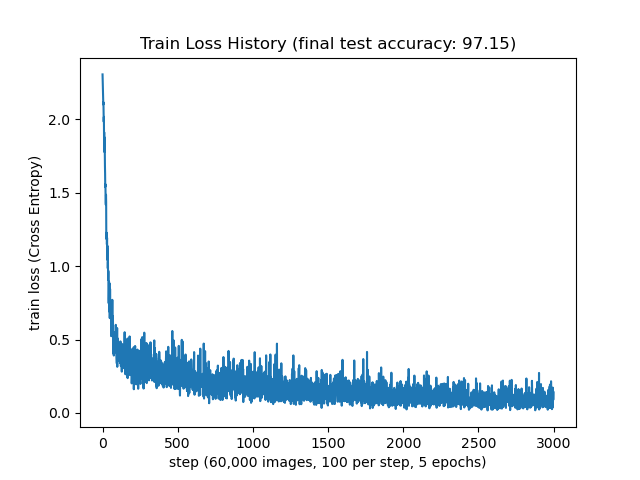 Train Loss History (final test accuracy: 97.15)
train loss (Cross Entropy)
2.0
1.5
1.0
0.5
0.0
0 500 1000 1500 2000 2500 3000
step (60,000 images, 100 per step, 5 epochs)